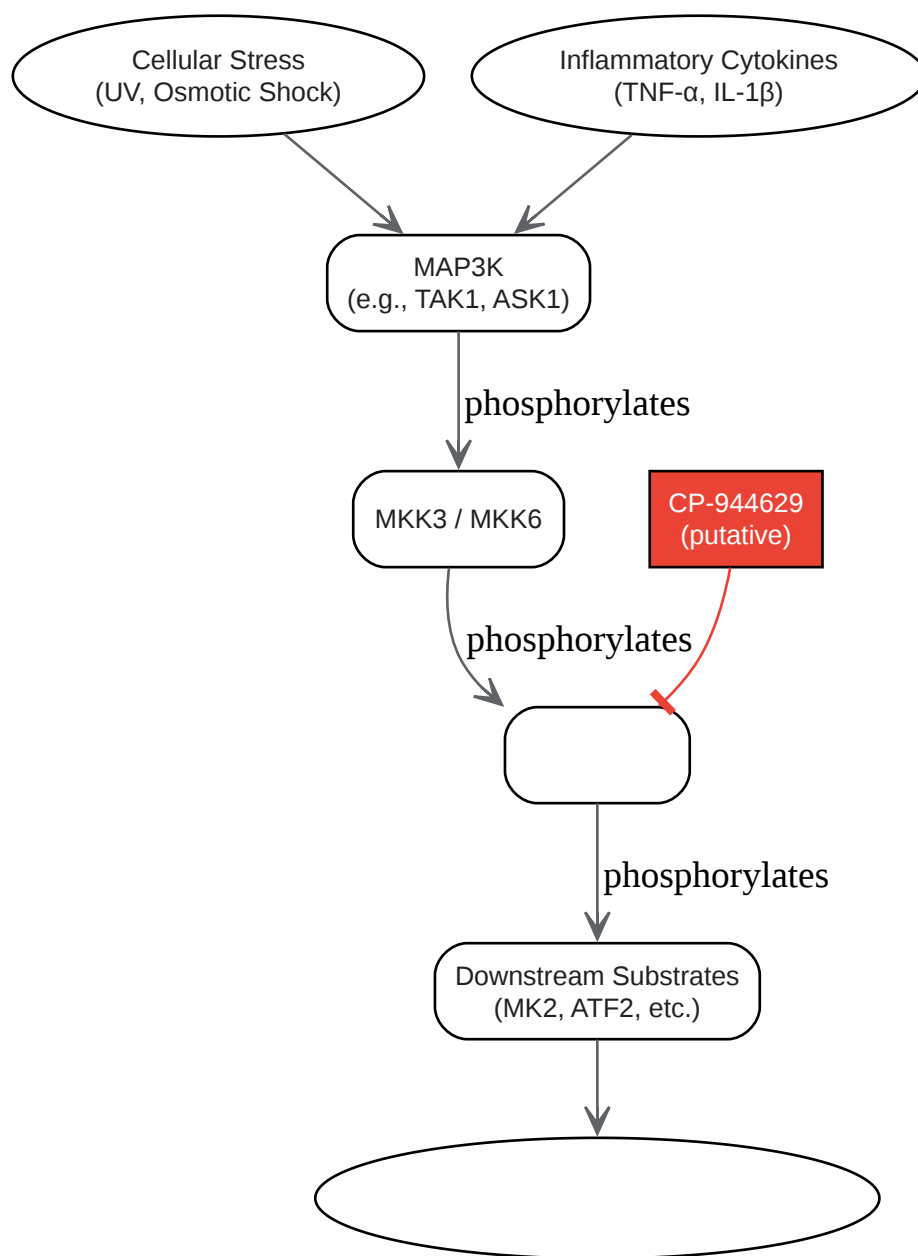 Cellular Stress
(UV, Osmotic Shock)
Inflammatory Cytokines
(TNF-α, IL-1β)
MAP3K
(e.g., TAK1, ASK1)
phosphorylates
MKK3 / MKK6
CP-944629
(putative)
phosphorylates
phosphorylates
Downstream Substrates
(MK2, ATF2, etc.)